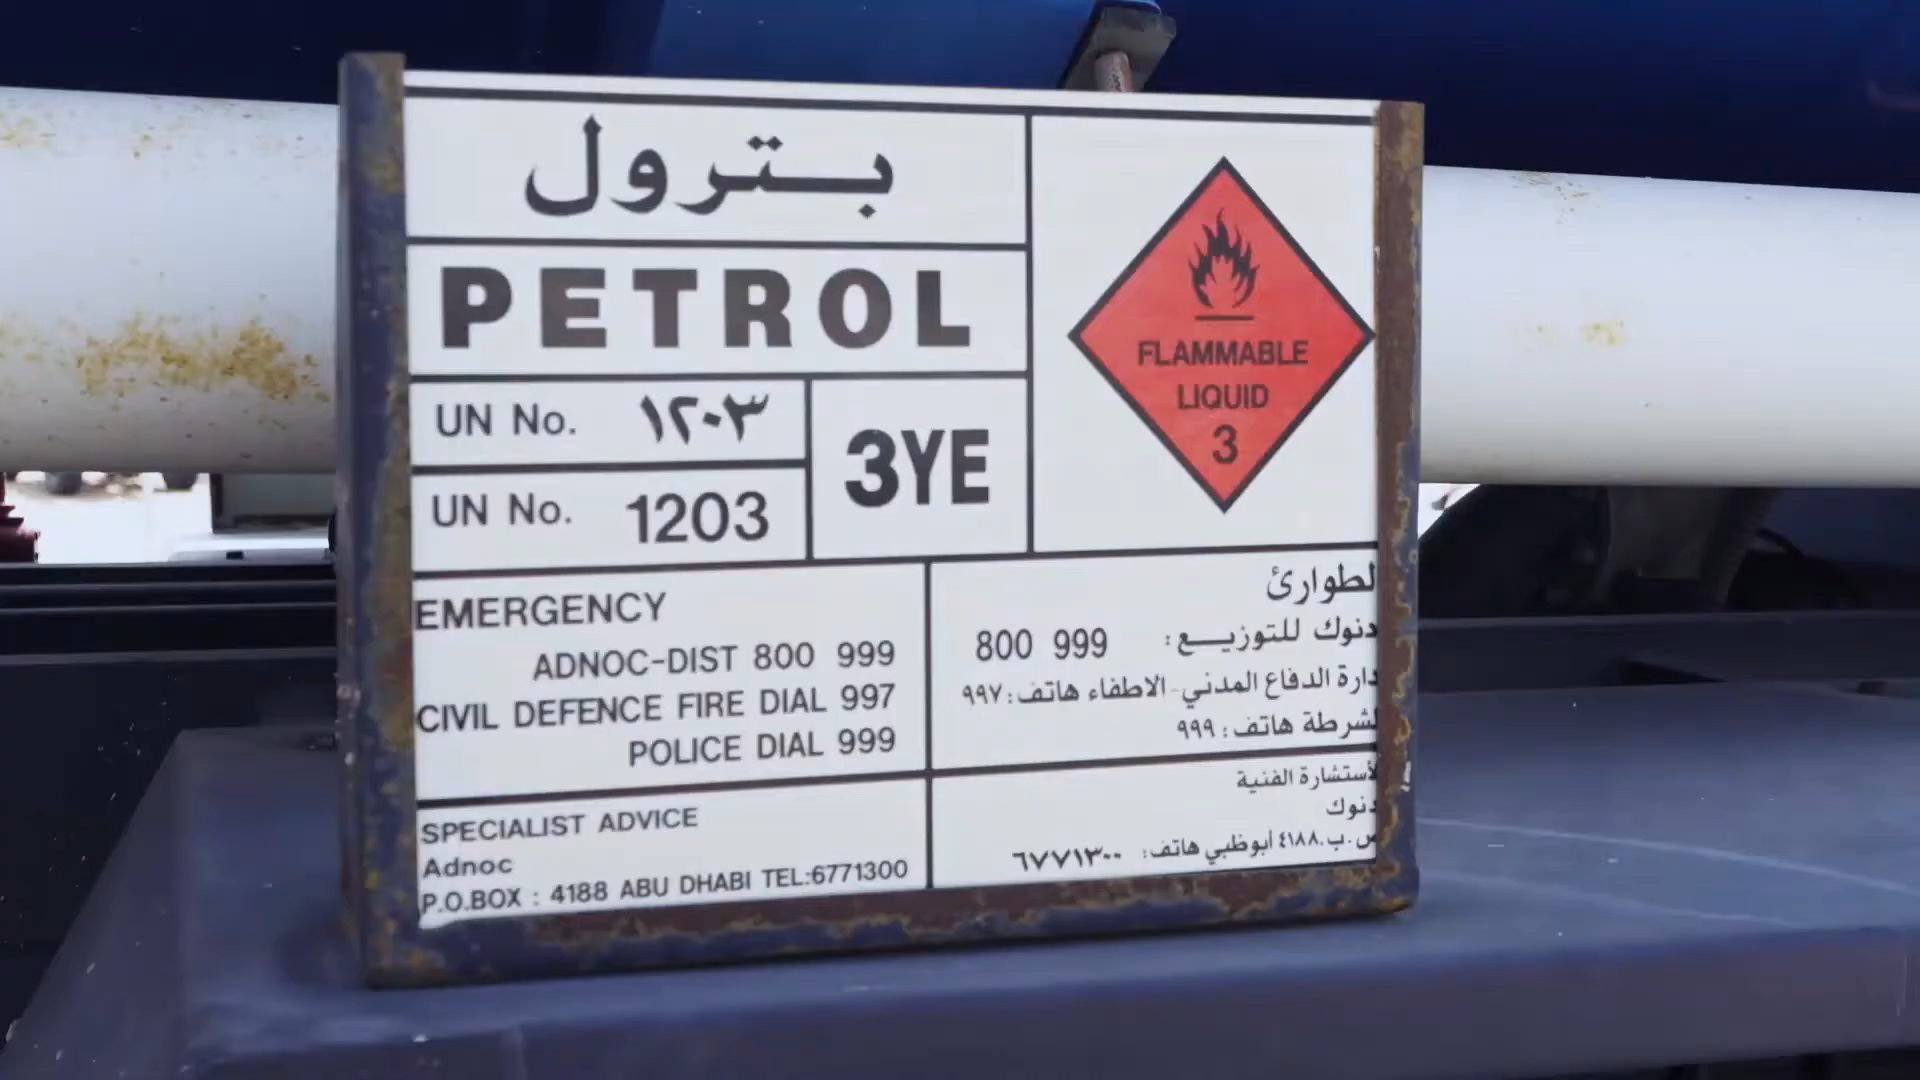 بـــتـرول
PETROL
UN No. ١٢٠٣
UN No. 1203
3YE
FLAMMABLE
LIQUID
3
EMERGENCY
ADNOC-DIST 800 999
CIVIL DEFENCE FIRE DIAL 997
POLICE DIAL 999
لطوارئ
دنوك للتوزيـــع: 800 999
دارة الدفاع المدني- الاطفاء هاتف: ٩٩٧
لشرطة هاتف: ٩٩٩
SPECIALIST ADVICE
Adnoc
P.O.BOX : 4188 ABU DHABI TEL:6771300
لأستشارة الفنية
دنوك
ص.ب.٤١٨٨ أبوظبي هاتف: ٦٧٧١٣٠٠